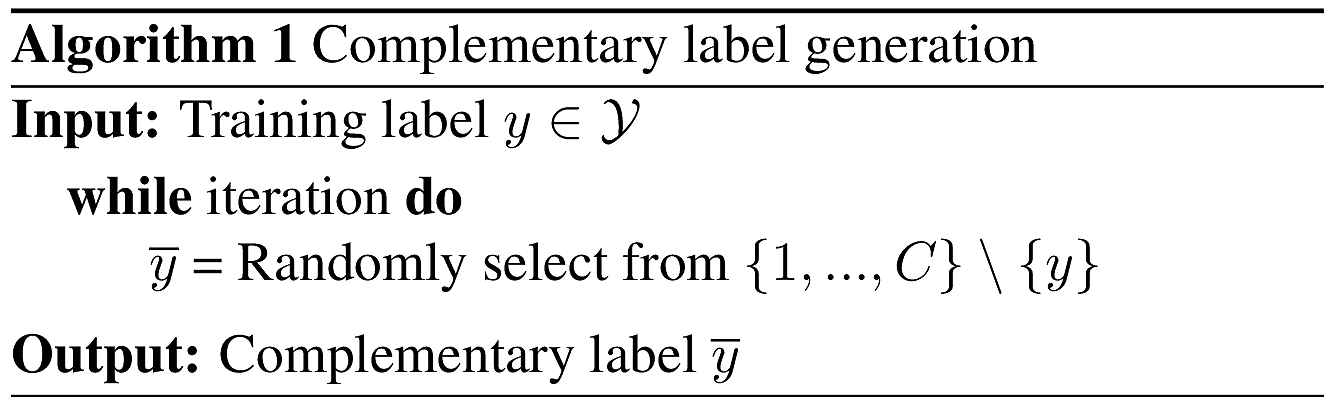 Algorithm 1 Complementary label generation
Input: Training label y ∈ 𝒴
while iteration do
y̅ = Randomly select from {1, ..., C} \ {y}
Output: Complementary label y̅